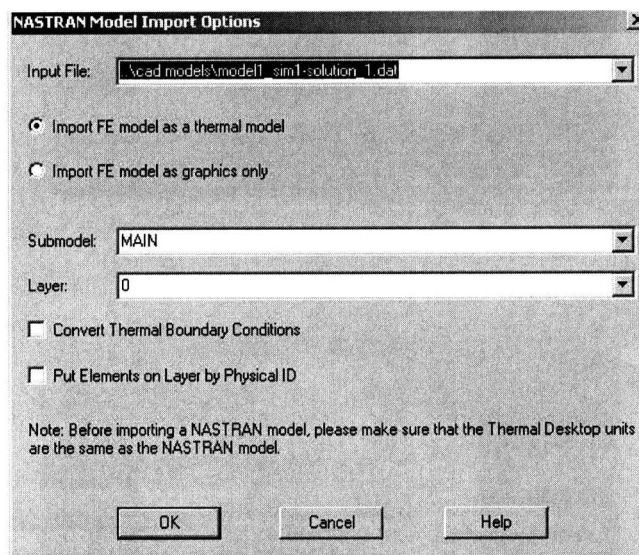 NASTRAN Model Import Options
Input File: ..\cad models\model1_sim1-solution_1.dat
Import FE model as a thermal model
Import FE model as graphics only
Submodel: MAIN
Layer: 0
Convert Thermal Boundary Conditions
Put Elements on Layer by Physical ID
Note: Before importing a NASTRAN model, please make sure that the Thermal Desktop units
are the same as the NASTRAN model.
OK Cancel Help